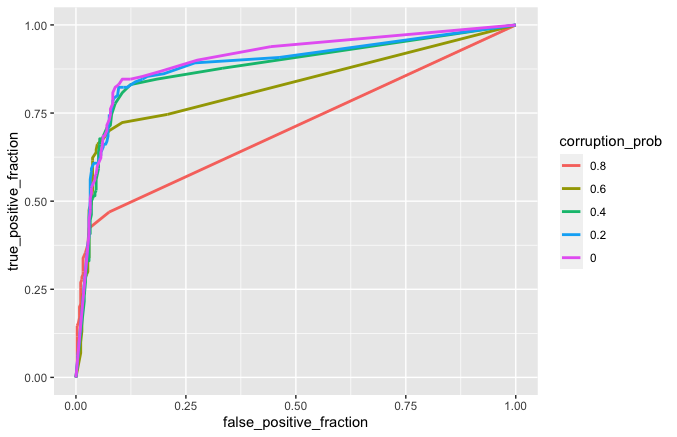 1.00
0.75
0.50
0.25
0.00
true_positive_fraction
0.00 0.25 0.50 0.75 1.00
false_positive_fraction
corruption_prob
0.8
0.6
0.4
0.2
0